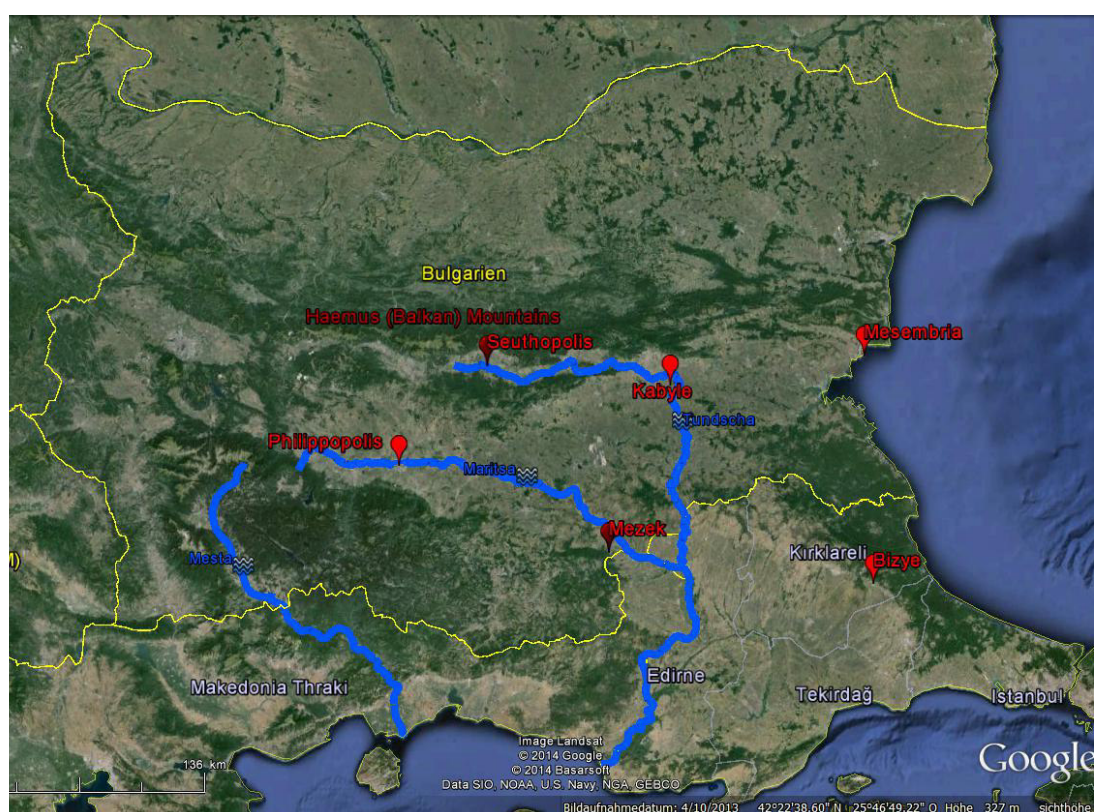 Bulgarien
Haemus (Balkan) Mountains
Seuthopolis
Mesembria
Kabyle
Tundscha
Philippopolis
Maritsa
Mezek
Mesta
Kırklareli
Bizye
M)
Edirne
Makedonia Thraki
Tekirdağ
Istanbul
136 km
Image Landsat
© 2014 Google
© 2014 Basarsoft
Data SIO, NOAA, U.S. Navy, NGA, GEBCO
Google
Bildaufnahmedatum: 4/10/2013 42°22'38.60" N 25°46'49.22" O Höhe 327 m sichthöhe